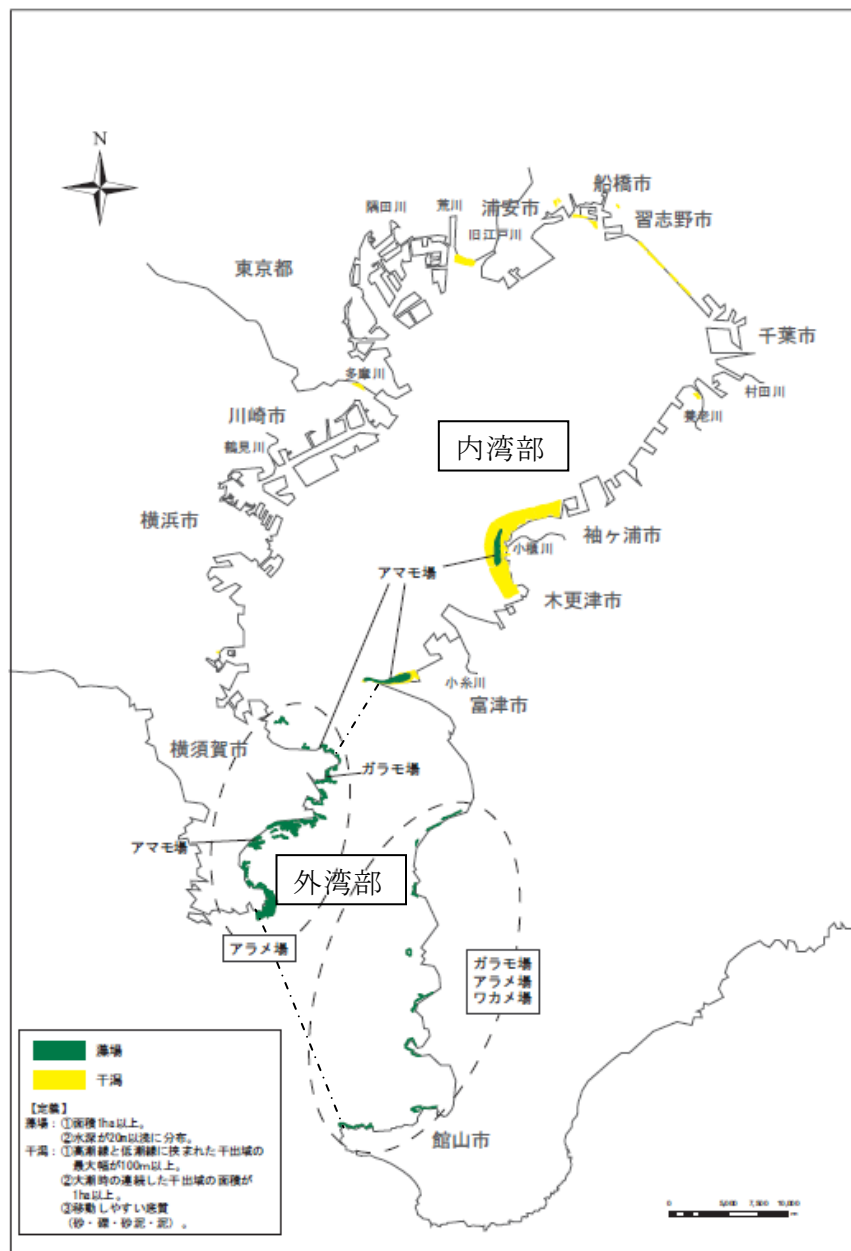 N
船橋市
浦安市
習志野市
隅田川
荒川
旧江戸川
東京都
千葉市
多摩川
村田川
養老川
川崎市
鶴見川
内湾部
横浜市
袖ヶ浦市
小櫃川
アマモ場
木更津市
小糸川
富津市
横須賀市
ガラモ場
アマモ場
外湾部
アラメ場
ガラモ場
アラメ場
ワカメ場
館山市
藻場
干潟
【定義】
藻場:①面積1ha以上。
②水深が20m以浅に分布。
干潟:①高潮線と低潮線に挟まれた干出域の
最大幅が100m以上。
②大潮時の連続した干出域の面積が
1ha以上。
③移動しやすい底質
(砂・礫・砂泥・泥)。
0 5,000 7,500 10,000